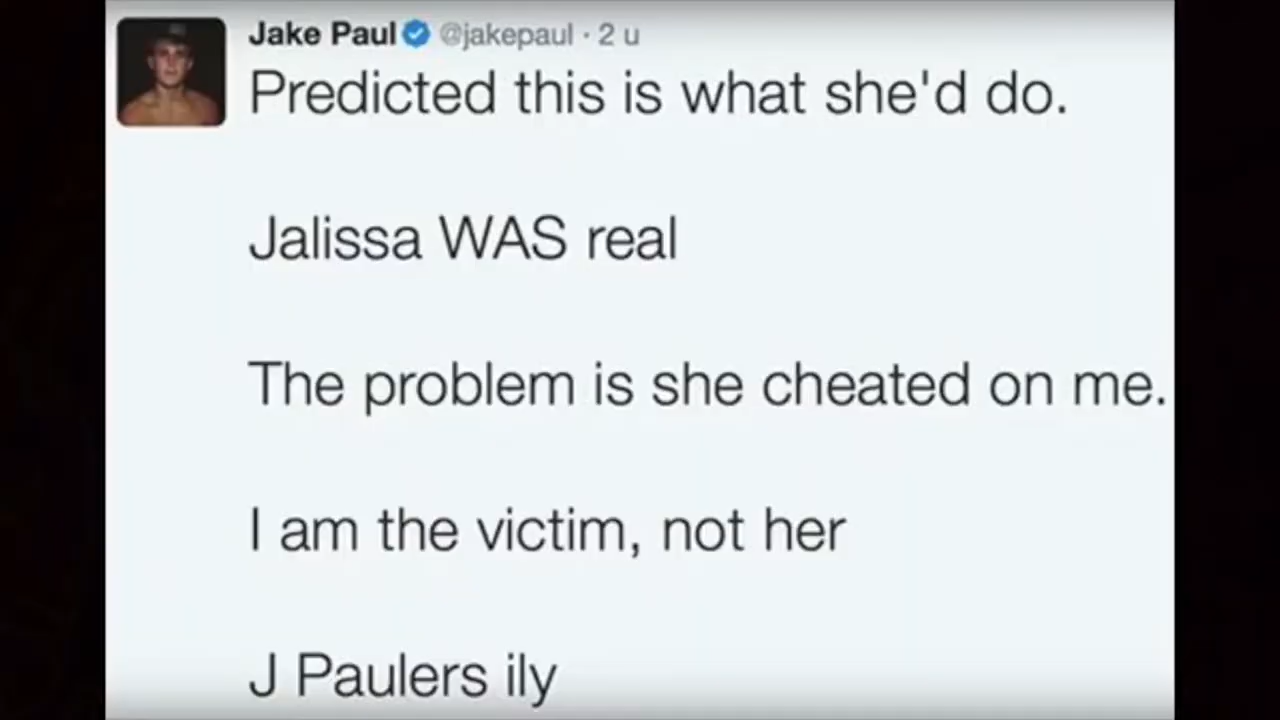 Jake Paul @jakepaul · 2 u
Predicted this is what she'd do.
Jalissa WAS real
The problem is she cheated on me.
I am the victim, not her
J Paulers ily